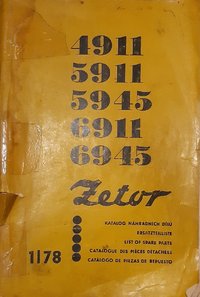 4911
5911
5945
6911
6945
Zetor
KATALOG NÁHRADNÍCH DÍLŮ
ERSATZTEILLISTE
LIST OF SPARE PARTS
CATALOGUE DES PIÈCES DÉTACHÉES
CATÁLOGO DE PIEZAS DE REPUESTO
1/78